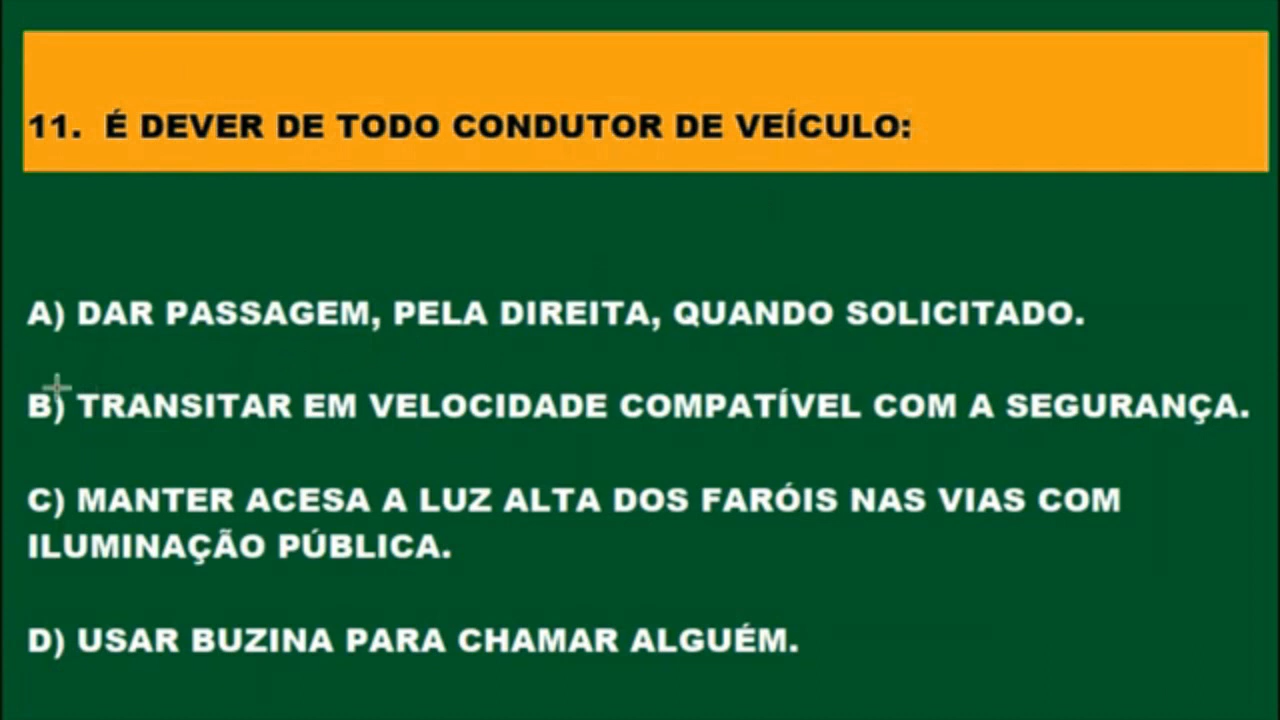 11. É DEVER DE TODO CONDUTOR DE VEÍCULO:
A) DAR PASSAGEM, PELA DIREITA, QUANDO SOLICITADO.
B) TRANSITAR EM VELOCIDADE COMPATÍVEL COM A SEGURANÇA.
C) MANTER ACESA A LUZ ALTA DOS FARÓIS NAS VIAS COM
ILUMINAÇÃO PÚBLICA.
D) USAR BUZINA PARA CHAMAR ALGUÉM.